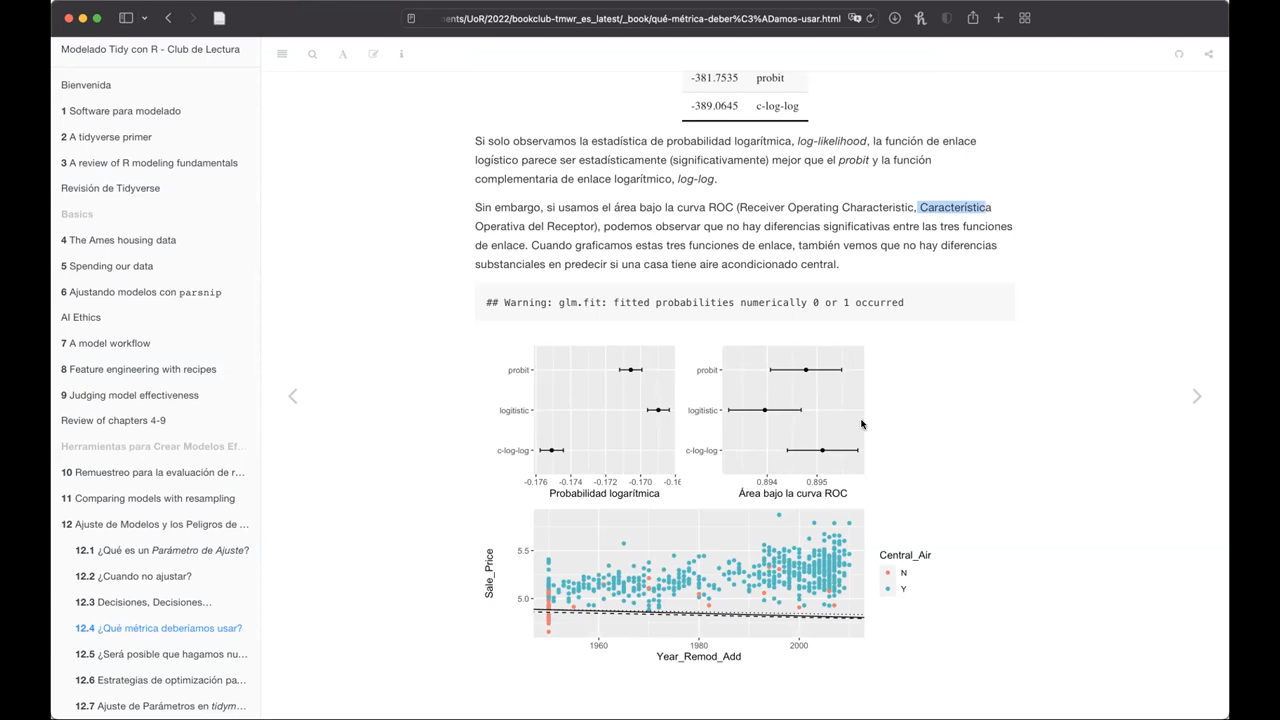 ents/UoR/2022/bookclub-tmwr_es_latest/_book/qué-métrica-deber%C3%ADamos-usar.html
Modelado Tidy con R - Club de Lectura
Bienvenida
1 Software para modelado
2 A tidyverse primer
3 A review of R modeling fundamentals
Revisión de Tidyverse
Basics
4 The Ames housing data
5 Spending our data
6 Ajustando modelos con parsnip
AI Ethics
7 A model workflow
8 Feature engineering with recipes
9 Judging model effectiveness
Review of chapters 4-9
Herramientas para Crear Modelos Ef...
10 Remuestreo para la evaluación de r...
11 Comparing models with resampling
12 Ajuste de Modelos y los Peligros de ...
12.1 ¿Qué es un Parámetro de Ajuste?
12.2 ¿Cuando no ajustar?
12.3 Decisiones, Decisiones...
12.4 ¿Qué métrica deberíamos usar?
12.5 ¿Será posible que hagamos nu...
12.6 Estrategias de optimización pa...
12.7 Ajuste de Parámetros en tidym...
-381.7535 probit
-389.0645 c-log-log
Si solo observamos la estadística de probabilidad logarítmica, log-likelihood, la función de enlace
logístico parece ser estadísticamente (significativamente) mejor que el probit y la función
complementaria de enlace logarítmico, log-log.
Sin embargo, si usamos el área bajo la curva ROC (Receiver Operating Characteristic, Característica
Operativa del Receptor), podemos observar que no hay diferencias significativas entre las tres funciones
de enlace. Cuando graficamos estas tres funciones de enlace, también vemos que no hay diferencias
substanciales en predecir si una casa tiene aire acondicionado central.
## Warning: glm.fit: fitted probabilities numerically 0 or 1 occurred
probit
logitistic
c-log-log
-0.176 -0.174 -0.172 -0.170 -0.16
Probabilidad logarítmica
probit
logitistic
c-log-log
0.894 0.895
Área bajo la curva ROC
Sale_Price
5.5
5.0
1960 1980 2000
Year_Remod_Add
Central_Air
N
Y